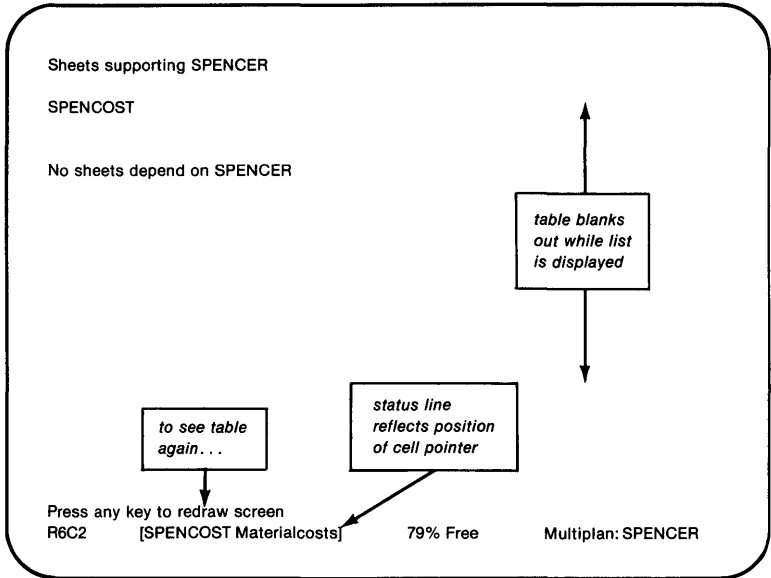 Sheets supporting SPENCER
SPENCOST
No sheets depend on SPENCER
table blanks
out while list
is displayed
to see table
again...
status line
reflects position
of cell pointer
Press any key to redraw screen
R6C2 [SPENCOST Materialcosts] 79% Free Multiplan: SPENCER